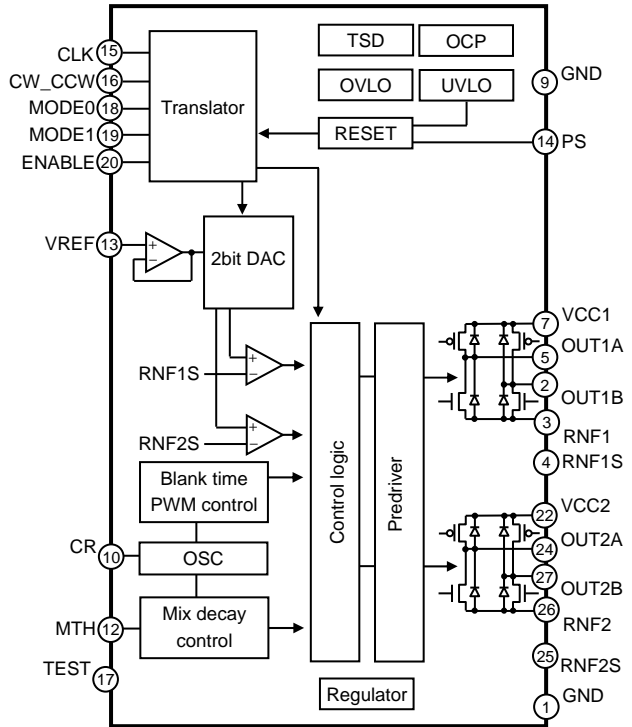 CLK 15
CW_CCW 16
MODE0 18
MODE1 19
ENABLE 20
Translator
TSD
OCP
OVLO
UVLO
RESET
9 GND
14 PS
VREF 13
+
−
2bit DAC
RNF1S
+
−
RNF2S
+
−
Blank time
PWM control
CR 10
OSC
MTH 12
Mix decay
control
TEST 17
Control logic
Predriver
Regulator
7 VCC1
5 OUT1A
2 OUT1B
3 RNF1
4 RNF1S
22 VCC2
24 OUT2A
27 OUT2B
26 RNF2
25 RNF2S
1 GND